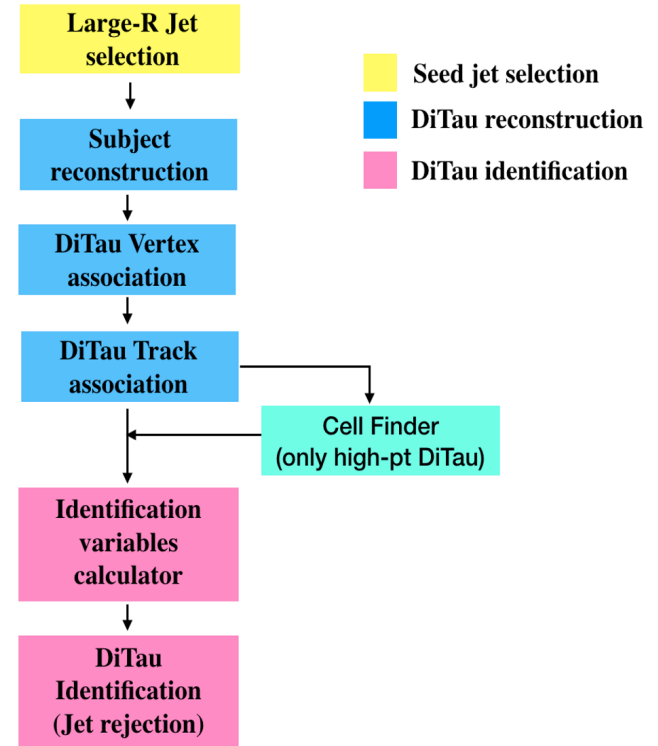 Large-R Jet
selection
Seed jet selection
DiTau reconstruction
DiTau identification
Subject
reconstruction
DiTau Vertex
association
DiTau Track
association
Cell Finder
(only high-pt DiTau)
Identification
variables
calculator
DiTau
Identification
(Jet rejection)